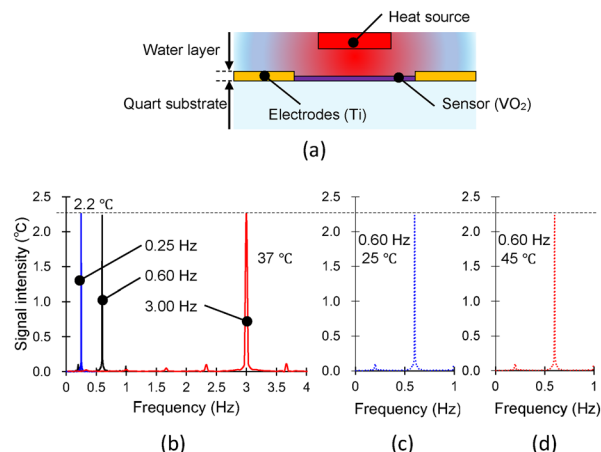 Heat source
Water layer
Quart substrate
Electrodes (Ti)
Sensor (VO₂)
(a)
Signal intensity (℃)
2.5
2.0
1.5
1.0
0.5
0.0
2.2 ℃
0.25 Hz
0.60 Hz
3.00 Hz
37 ℃
0 0.5 1 1.5 2 2.5 3 3.5 4
Frequency (Hz)
(b)
2.5
2.0
1.5
1.0
0.5
0.0
0.60 Hz
25 ℃
0 0.5 1
Frequency (Hz)
(c)
2.5
2.0
1.5
1.0
0.5
0.0
0.60 Hz
45 ℃
0 0.5 1
Frequency (Hz)
(d)